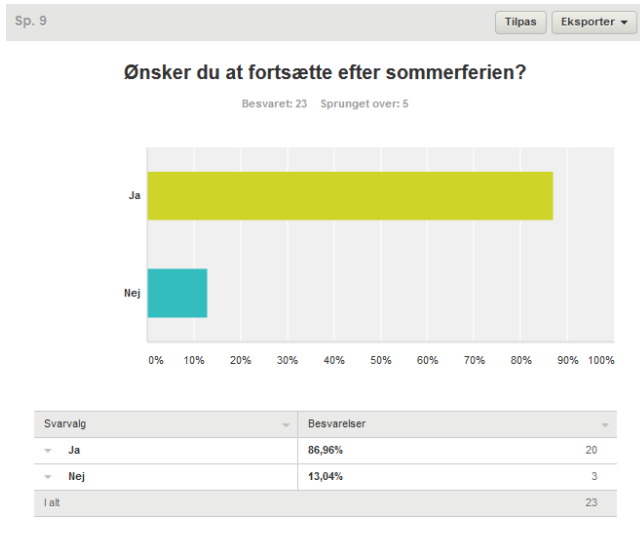 Sp. 9 Tilpas Eksporter
Ønsker du at fortsætte efter sommerferien?
Besvaret: 23 Sprunget over: 5
Ja
Nej
0% 10% 20% 30% 40% 50% 60% 70% 80% 90% 100%
Svarvalg Besvarelser
Ja 86,96% 20
Nej 13,04% 3
I alt 23